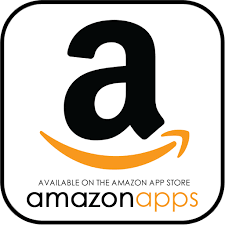 a
AVAILABLE ON THE AMAZON APP STORE
amazonapps